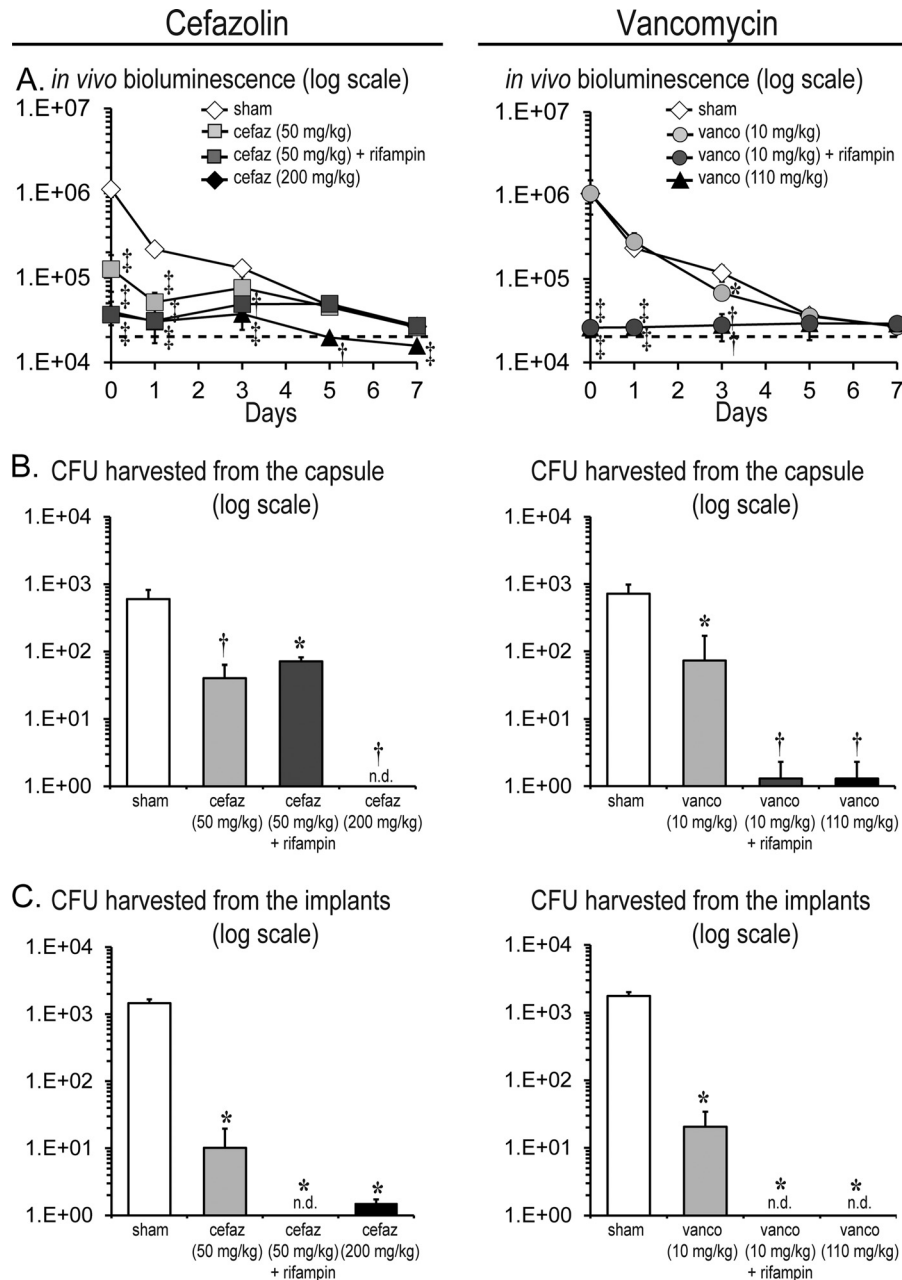 Cefazolin
Vancomycin
A. in vivo bioluminescence (log scale)
1.E+07
1.E+06
1.E+05
1.E+04
sham
cefaz (50 mg/kg)
cefaz (50 mg/kg) + rifampin
cefaz (200 mg/kg)
‡
‡
‡
‡
‡
‡
‡
†
‡
†
‡
0 1 2 3 4 5 6 7
Days
in vivo bioluminescence (log scale)
1.E+07
1.E+06
1.E+05
1.E+04
sham
vanco (10 mg/kg)
vanco (10 mg/kg) + rifampin
vanco (110 mg/kg)
*
‡
‡
‡
‡
†
†
0 1 2 3 4 5 6 7
Days
B. CFU harvested from the capsule
(log scale)
1.E+04
1.E+03
1.E+02
1.E+01
1.E+00
†
*
†
n.d.
sham
cefaz
(50 mg/kg)
cefaz
(50 mg/kg)
+ rifampin
cefaz
(200 mg/kg)
CFU harvested from the capsule
(log scale)
1.E+04
1.E+03
1.E+02
1.E+01
1.E+00
*
†
†
sham
vanco
(10 mg/kg)
vanco
(10 mg/kg)
+ rifampin
vanco
(110 mg/kg)
C. CFU harvested from the implants
(log scale)
1.E+04
1.E+03
1.E+02
1.E+01
1.E+00
*
*
n.d.
*
sham
cefaz
(50 mg/kg)
cefaz
(50 mg/kg)
+ rifampin
cefaz
(200 mg/kg)
CFU harvested from the implants
(log scale)
1.E+04
1.E+03
1.E+02
1.E+01
1.E+00
*
*
n.d.
*
n.d.
sham
vanco
(10 mg/kg)
vanco
(10 mg/kg)
+ rifampin
vanco
(110 mg/kg)